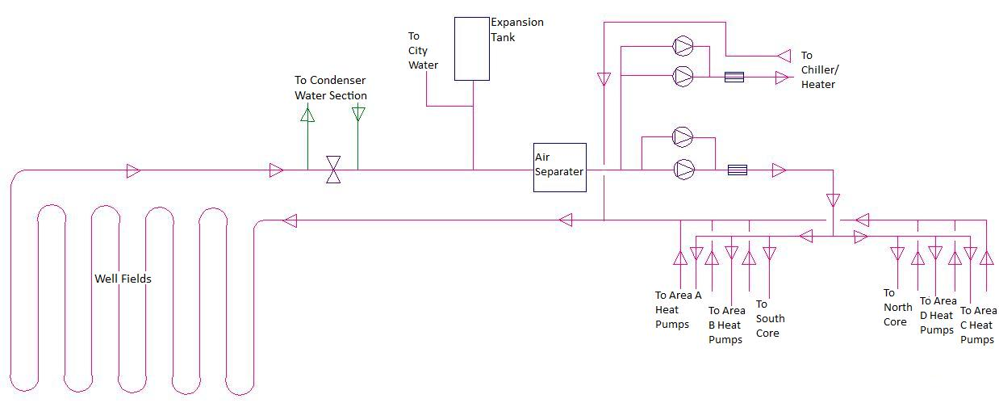 Expansion
Tank
To
City
Water
To
Chiller/
Heater
To Condenser
Water Section
Air
Separater
Well Fields
To Area A
Heat
Pumps
To Area
B Heat
Pumps
To
South
Core
To
North
Core
To Area
D Heat
Pumps
To Area
C Heat
Pumps